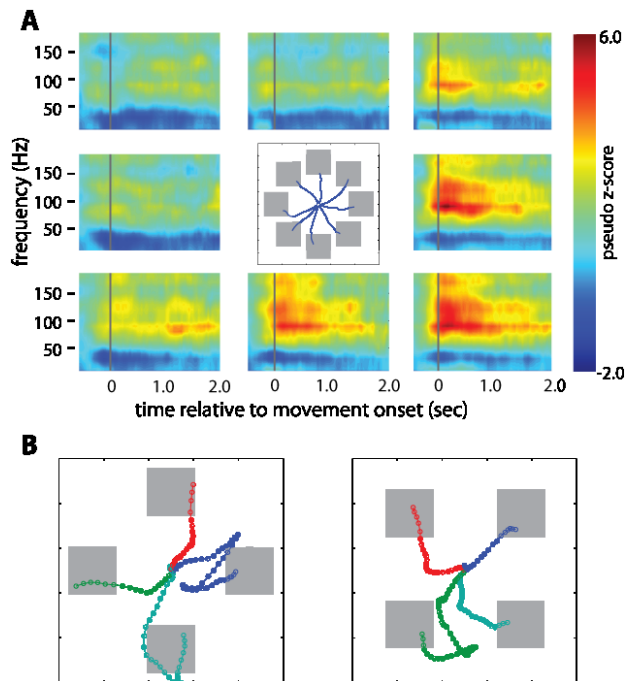 A
6.0
150
100
50
frequency (Hz)
150
100
50
pseudo z-score
150
100
50
-2.0
0 1.0 2.0 0 1.0 2.0 0 1.0 2.0
time relative to movement onset (sec)
B